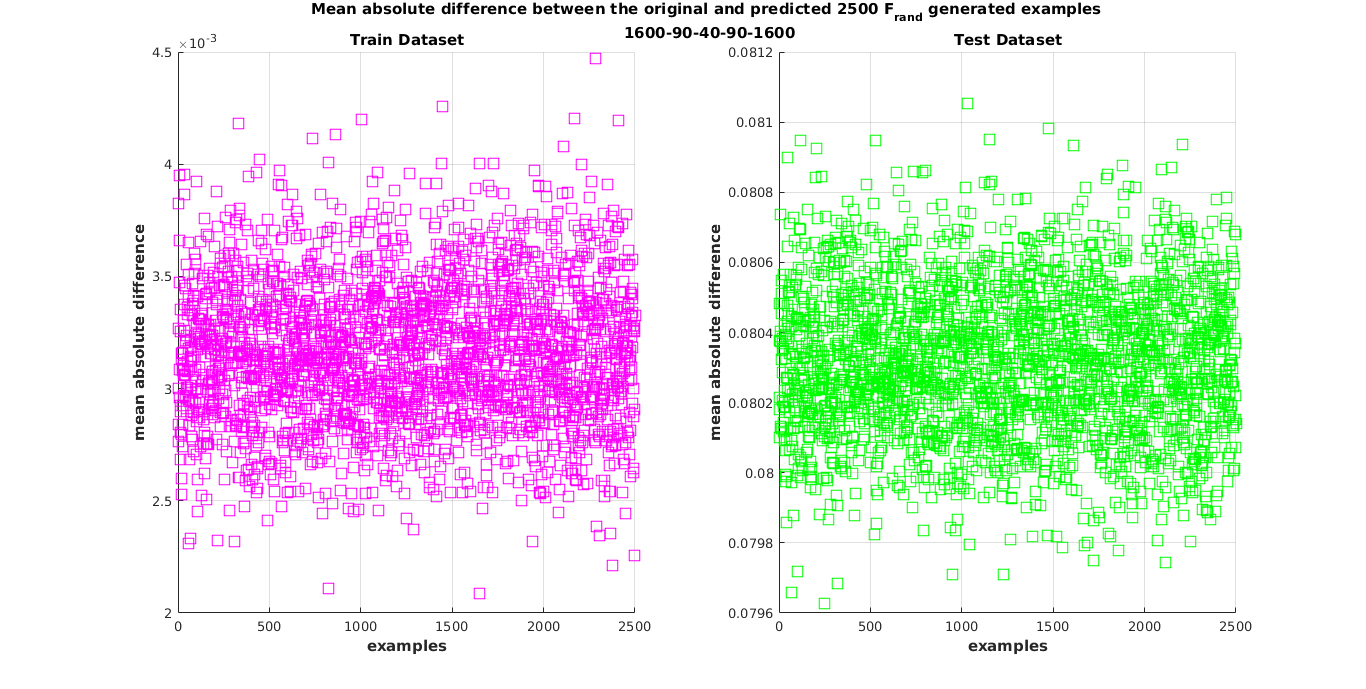 Mean absolute difference between the original and predicted 2500 F_rand generated examples
1600-90-40-90-1600
Train Dataset
×10^-3
4.5
4
3.5
3
2.5
2
mean absolute difference
0 500 1000 1500 2000 2500
examples
Test Dataset
0.0812
0.081
0.0808
0.0806
0.0804
0.0802
0.08
0.0798
0.0796
mean absolute difference
0 500 1000 1500 2000 2500
examples